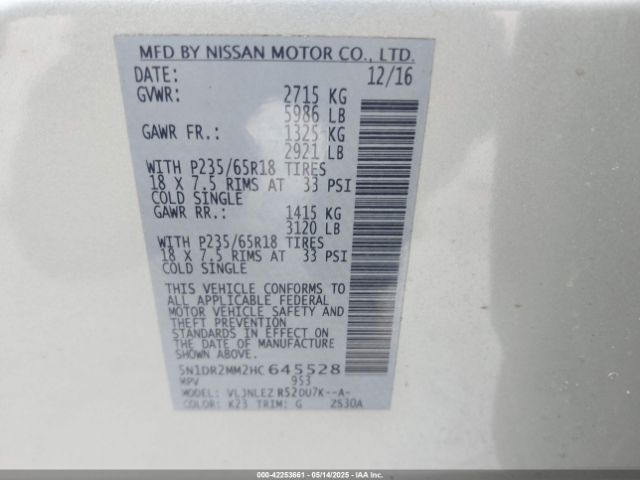 MFD BY NISSAN MOTOR CO., LTD.
DATE: 12/16
GVWR: 2715 KG
5986 LB
GAWR FR.: 1325 KG
2921 LB
WITH P235/65R18 TIRES
18 X 7.5 RIMS AT 33 PSI
COLD SINGLE
GAWR RR.: 1415 KG
3120 LB
WITH P235/65R18 TIRES
18 X 7.5 RIMS AT 33 PSI
COLD SINGLE
THIS VEHICLE CONFORMS TO
ALL APPLICABLE FEDERAL
MOTOR VEHICLE SAFETY AND
THEFT PREVENTION
STANDARDS IN EFFECT ON
THE DATE OF MANUFACTURE
SHOWN ABOVE.
5N1DR2MM2HC645528
MPV 953
MODEL: VLJNLEZ R520U7K--A-
COLOR: K23 TRIM: G ZS30A
000-42253661 05/14/2025 IAA, Inc.